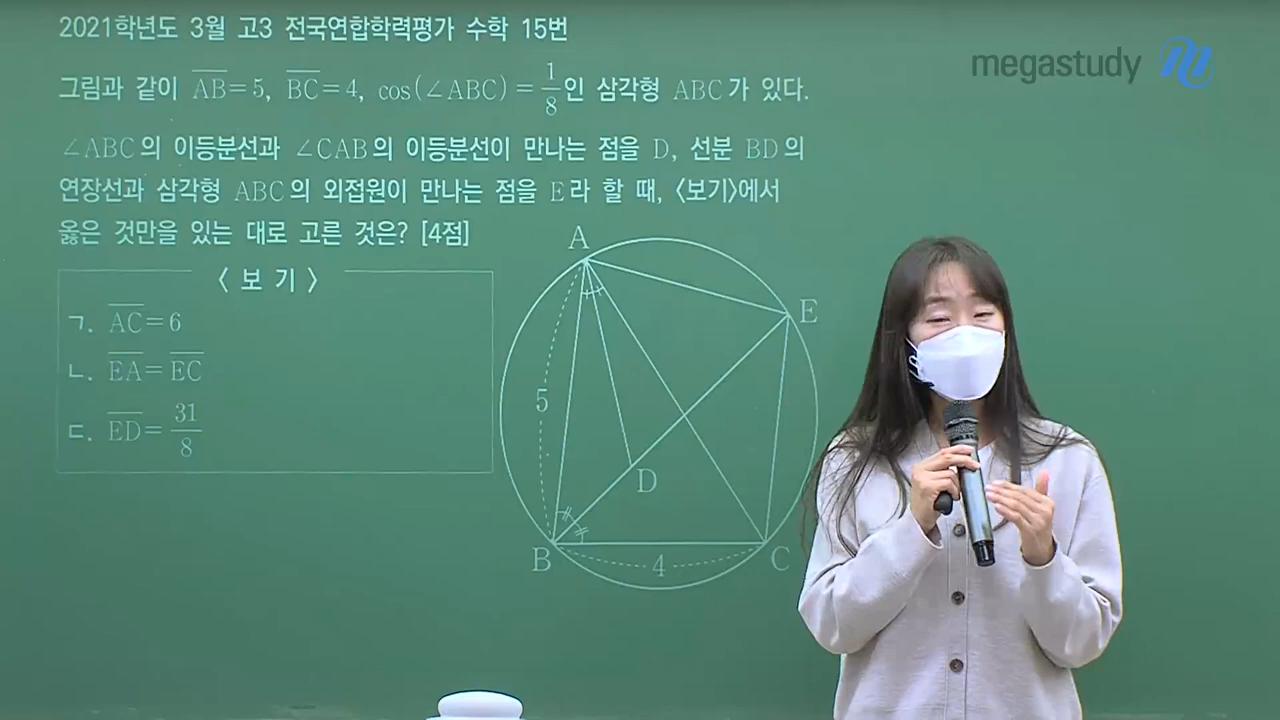 2021학년도 3월 고3 전국연합학력평가 수학 15번
megastudy
그림과 같이 AB=5, BC=4, cos(∠ABC)=1/8인 삼각형 ABC가 있다.
∠ABC의 이등분선과 ∠CAB의 이등분선이 만나는 점을 D, 선분 BD의
연장선과 삼각형 ABC의 외접원이 만나는 점을 E라 할 때, <보기>에서
옳은 것만을 있는 대로 고른 것은? [4점]
<보 기>
ㄱ. AC=6
ㄴ. EA=EC
ㄷ. ED=31/8
A
E
5
D
B
4
C